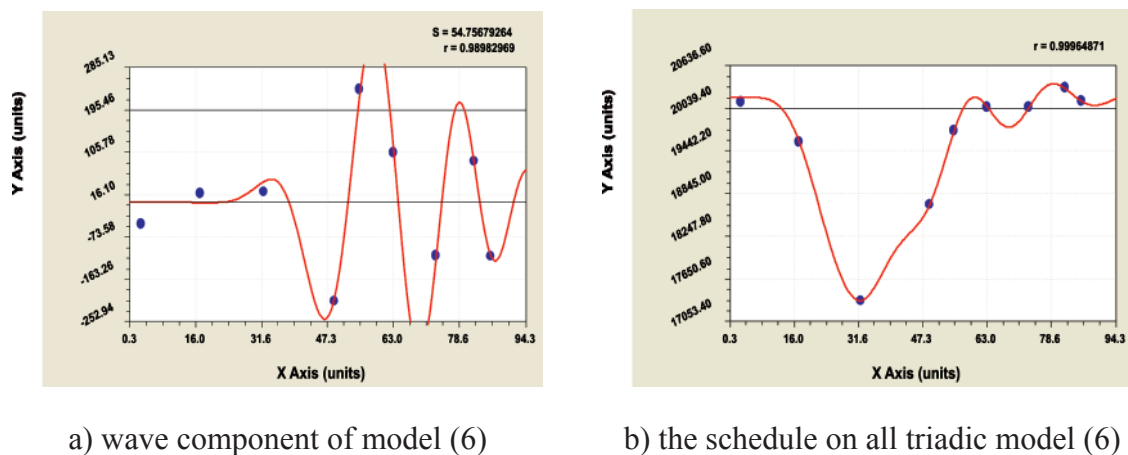 S = 54.75679264
r = 0.98982969
Y Axis (units)
285.13
195.46
105.78
16.10
-73.58
-163.26
-252.94
0.3 16.0 31.6 47.3 63.0 78.6 94.3
X Axis (units)
a) wave component of model (6)
r = 0.99964871
Y Axis (units)
20636.60
20039.40
19442.20
18845.00
18247.80
17650.60
17053.40
0.3 16.0 31.6 47.3 63.0 78.6 94.3
X Axis (units)
b) the schedule on all triadic model (6)